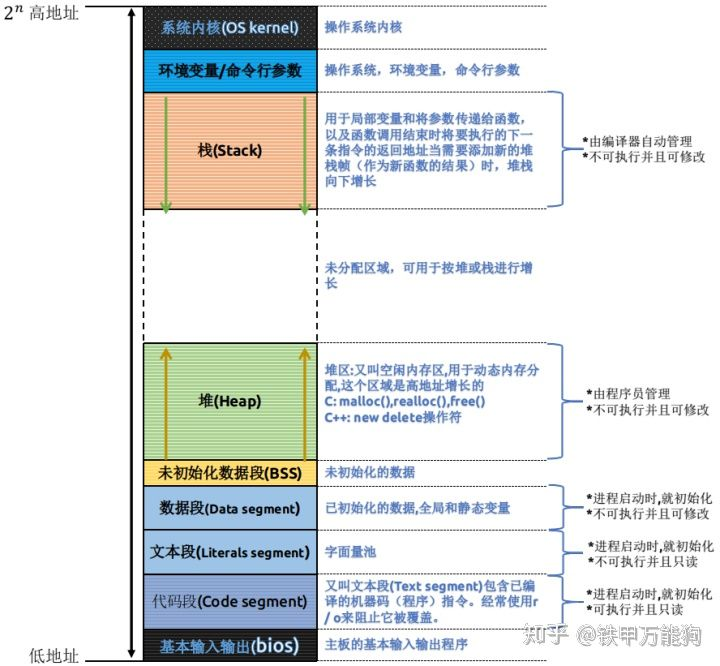 2ⁿ 高地址
系统内核(OS kernel)
操作系统内核
环境变量/命令行参数
操作系统，环境变量，命令行参数
栈(Stack)
用于局部变量和将参数传递给函数，
以及函数调用结束时将要执行的下一
条指令的返回地址当需要添加新的堆
栈帧（作为新函数的结果）时，堆栈
向下增长
*由编译器自动管理
*不可执行并且可修改
未分配区域，可用于按堆或栈进行增
长
堆(Heap)
堆区:又叫空闲内存区,用于动态内存分
配,这个区域是高地址增长的
C: malloc(),realloc(),free()
C++: new delete操作符
*由程序员管理
*不可执行并且可修改
未初始化数据段(BSS)
未初始化的数据
数据段(Data segment)
已初始化的数据,全局和静态变量
*进程启动时,就初始化
*不可执行并且可修改
文本段(Literals segment)
字面量池
*进程启动时,就初始化
*不可执行并且只读
代码段(Code segment)
又叫文本段(Text segment)包含已编
译的机器码（程序）指令。经常使用r
/o来阻止它被覆盖。
*进程启动时,就初始化
*可执行并且只读
低地址
基本输入输出(bios)
主板的基本输入输出程序
知乎 @铁甲万能狗